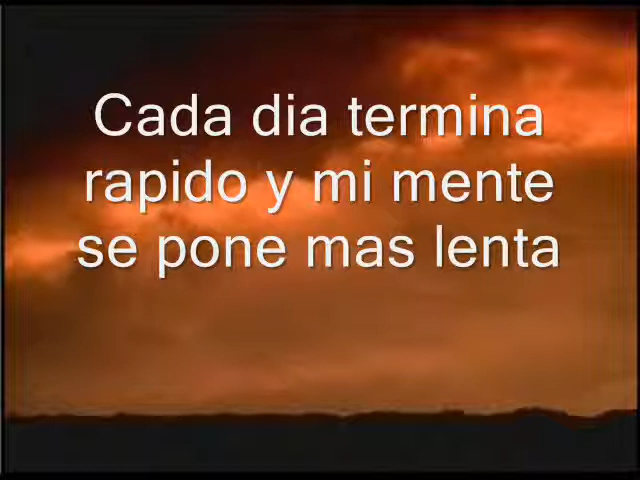 Cada dia termina
rapido y mi mente
se pone mas lenta